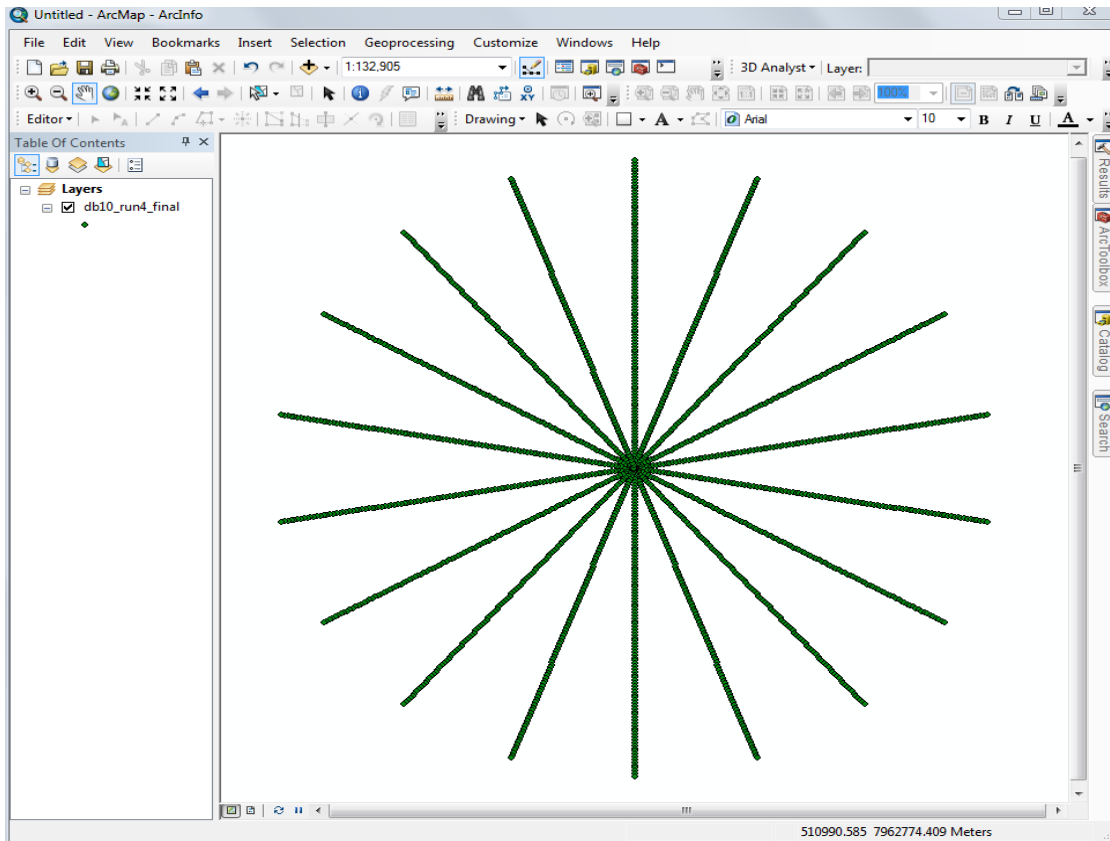 Untitled - ArcMap - ArcInfo
File Edit View Bookmarks Insert Selection Geoprocessing Customize Windows Help
1:132,905 3D Analyst Layer:
100%
Editor Drawing A Arial 10 B I U A
Table Of Contents
Layers
db10_run4_final
Results
ArcToolbox
Catalog
Search
510990.585 7962774.409 Meters